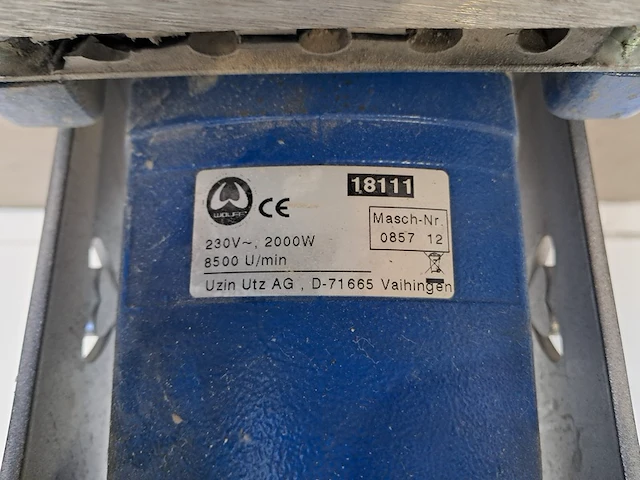 WOLFF
CE
18111
Masch-Nr.
0857 12
230V~, 2000W
8500 U/min
Uzin Utz AG , D-71665 Vaihingen